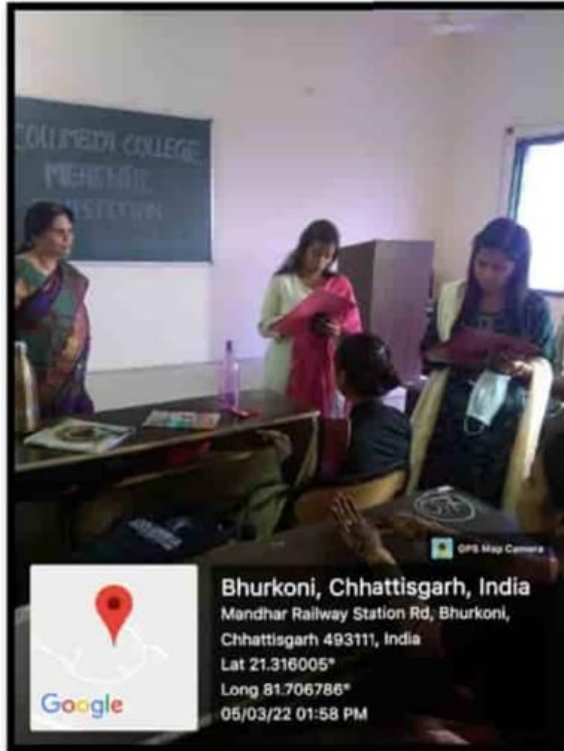 COLLEGE
GPS Map Camera
Bhurkoni, Chhattisgarh, India
Mandhar Railway Station Rd, Bhurkoni,
Chhattisgarh 493111, India
Lat 21.316005°
Long 81.706786°
05/03/22 01:58 PM
Google